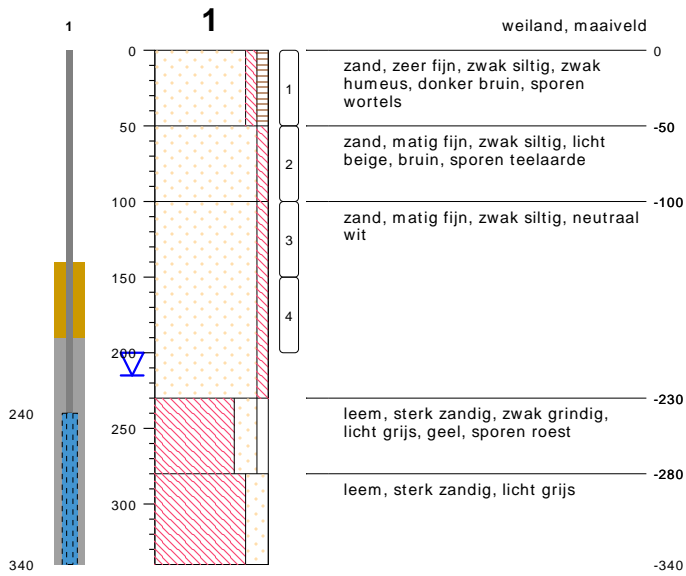 1
1
weiland, maaiveld
0
0
zand, zeer fijn, zwak siltig, zwak
humeus, donker bruin, sporen
wortels
1
50
-50
zand, matig fijn, zwak siltig, licht
beige, bruin, sporen teelaarde
2
100
-100
zand, matig fijn, zwak siltig, neutraal
wit
3
150
4
200
-230
240
leem, sterk zandig, zwak grindig,
licht grijs, geel, sporen roest
250
-280
leem, sterk zandig, licht grijs
300
340
-340